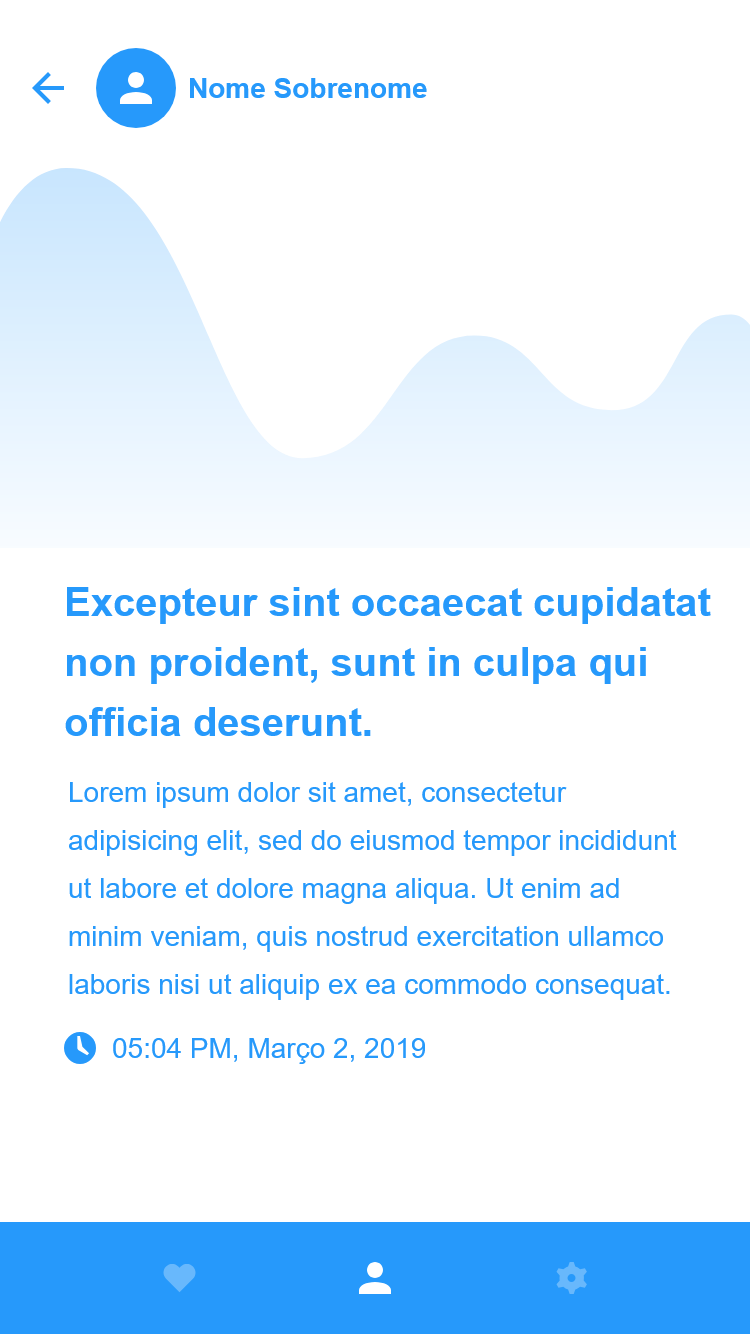 Nome Sobrenome
Excepteur sint occaecat cupidatat
non proident, sunt in culpa qui
officia deserunt.
Lorem ipsum dolor sit amet, consectetur
adipisicing elit, sed do eiusmod tempor incididunt
ut labore et dolore magna aliqua. Ut enim ad
minim veniam, quis nostrud exercitation ullamco
laboris nisi ut aliquip ex ea commodo consequat.
05:04 PM, Março 2, 2019